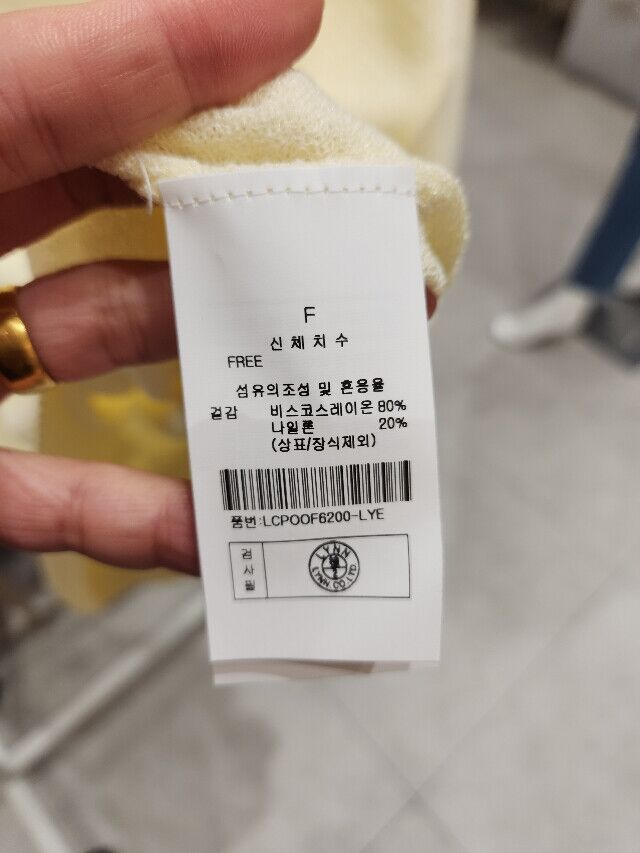 F
신체치수
FREE
섬유의조성 및 혼용율
겉감 비스코스레이온 80%
나일론 20%
(상표/장식제외)
품번:LCPOOF6200-LYE
검사필
LYNN
LYNN CO.LTD